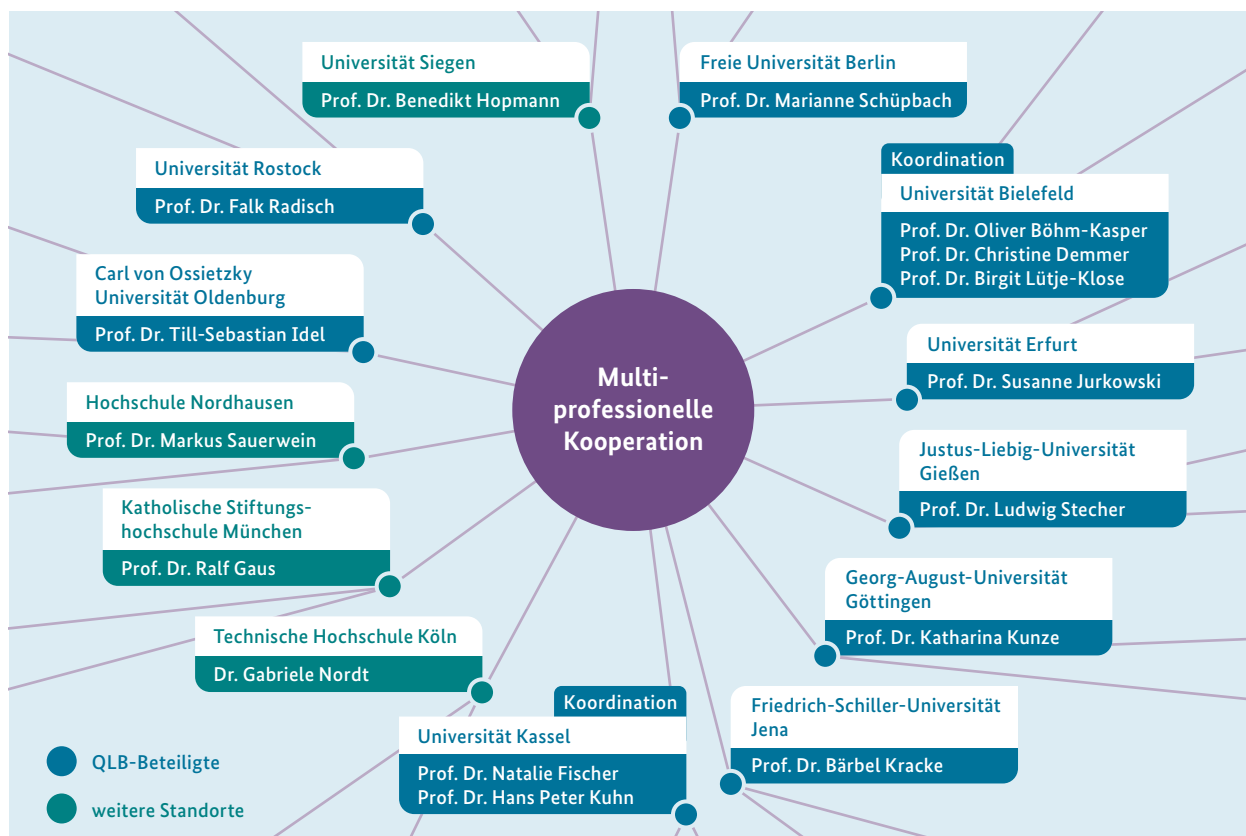 Universität Siegen
Prof. Dr. Benedikt Hopmann
Freie Universität Berlin
Prof. Dr. Marianne Schüpbach
Koordination
Universität Bielefeld
Prof. Dr. Oliver Böhm-Kasper
Prof. Dr. Christine Demmer
Prof. Dr. Birgit Lütje-Klose
Universität Rostock
Prof. Dr. Falk Radisch
Carl von Ossietzky
Universität Oldenburg
Prof. Dr. Till-Sebastian Idel
Universität Erfurt
Prof. Dr. Susanne Jurkowski
Multi-
professionelle
Kooperation
Hochschule Nordhausen
Prof. Dr. Markus Sauerwein
Justus-Liebig-Universität
Gießen
Prof. Dr. Ludwig Stecher
Katholische Stiftungs-
hochschule München
Prof. Dr. Ralf Gaus
Georg-August-Universität
Göttingen
Prof. Dr. Katharina Kunze
Technische Hochschule Köln
Dr. Gabriele Nordt
Koordination
Universität Kassel
Prof. Dr. Natalie Fischer
Prof. Dr. Hans Peter Kuhn
Friedrich-Schiller-Universität
Jena
Prof. Dr. Bärbel Kracke
QLB-Beteiligte
weitere Standorte